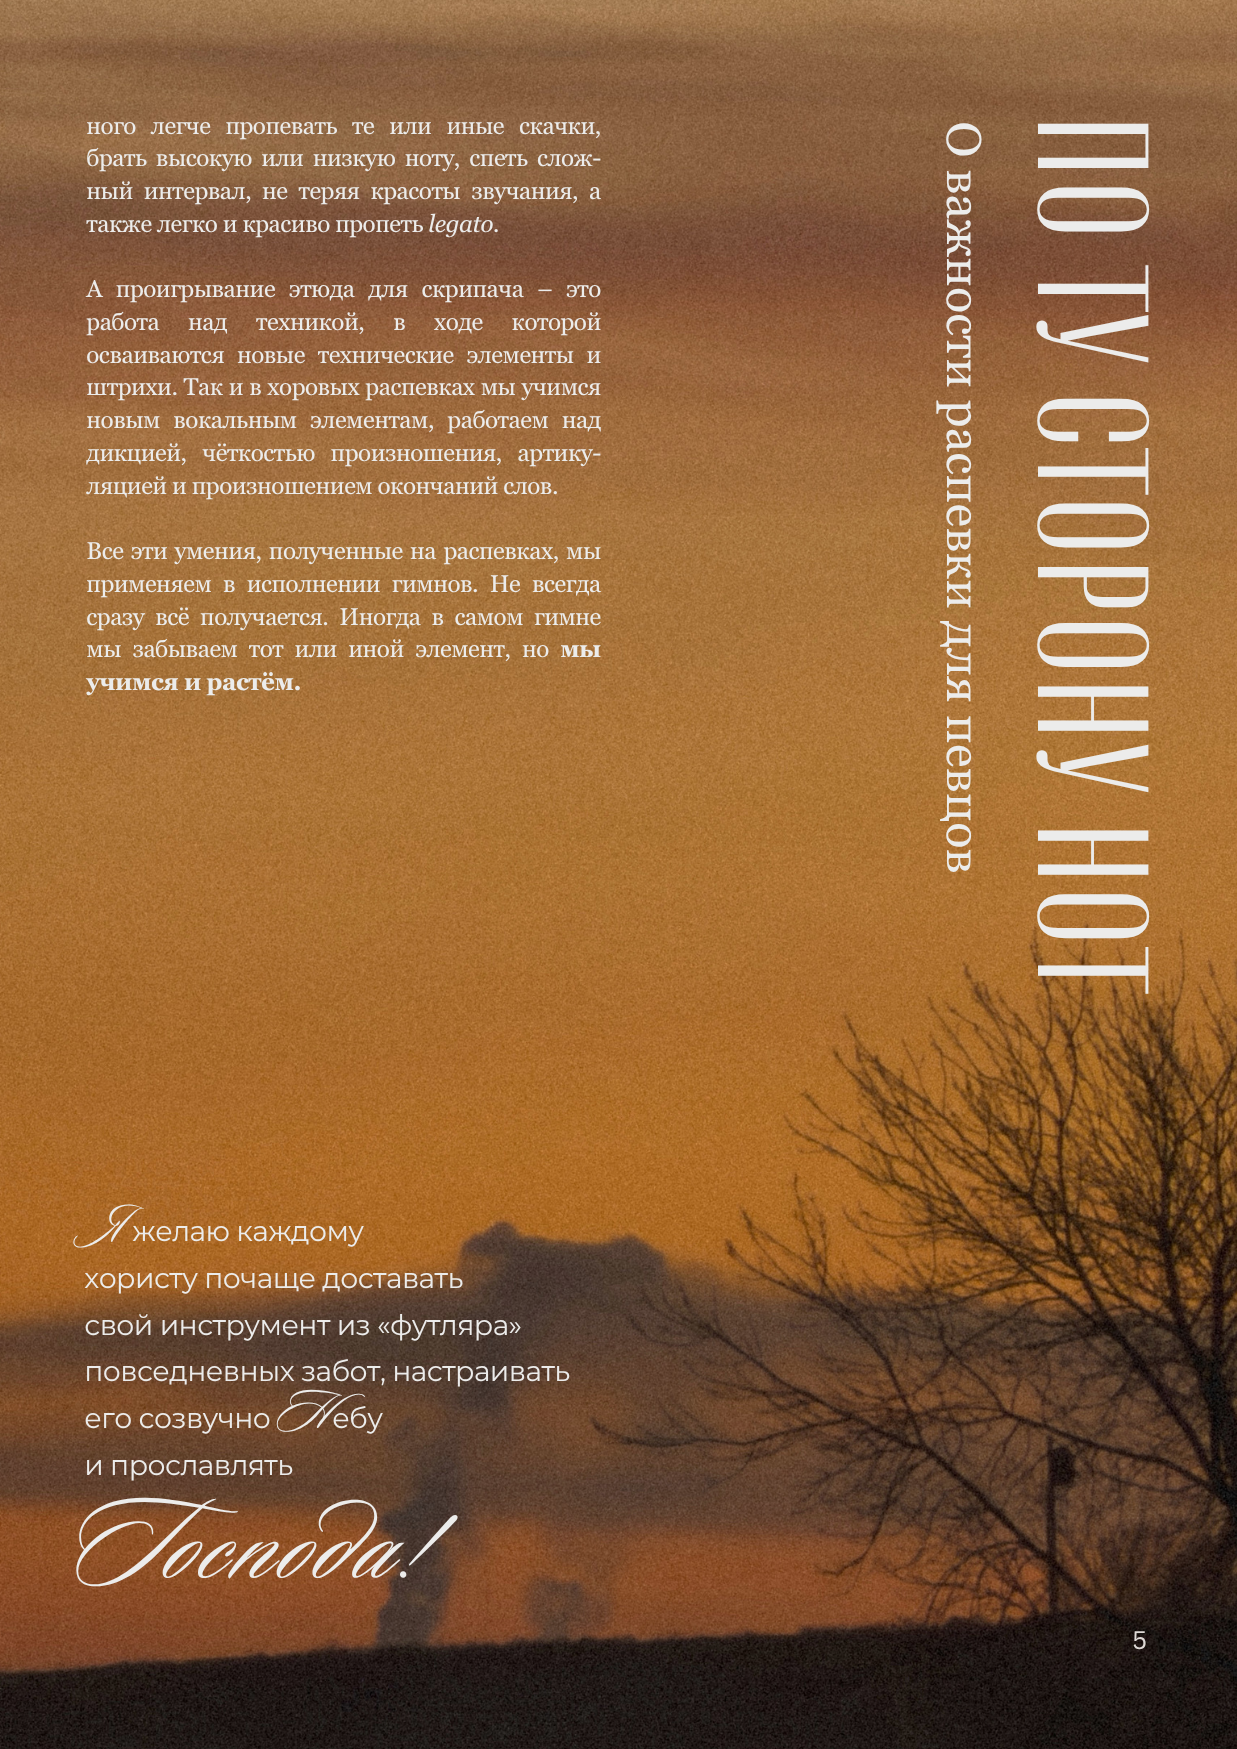 ПО ТУ СТОРОНУ НОТ
О важности распевки для певцов
ного легче пропевать те или иные скачки,
брать высокую или низкую ноту, спеть слож-
ный интервал, не теряя красоты звучания, а
также легко и красиво пропеть legato.
А проигрывание этюда для скрипача – это
работа над техникой, в ходе которой
осваиваются новые технические элементы и
штрихи. Так и в хоровых распевках мы учимся
новым вокальным элементам, работаем над
дикцией, чёткостью произношения, артику-
ляцией и произношением окончаний слов.
Все эти умения, полученные на распевках, мы
применяем в исполнении гимнов. Не всегда
сразу всё получается. Иногда в самом гимне
мы забываем тот или иной элемент, но мы
учимся и растём.
Я желаю каждому
хористу почаще доставать
свой инструмент из «футляра»
повседневных забот, настраивать
его созвучно Небу
и прославлять
Господа!
5